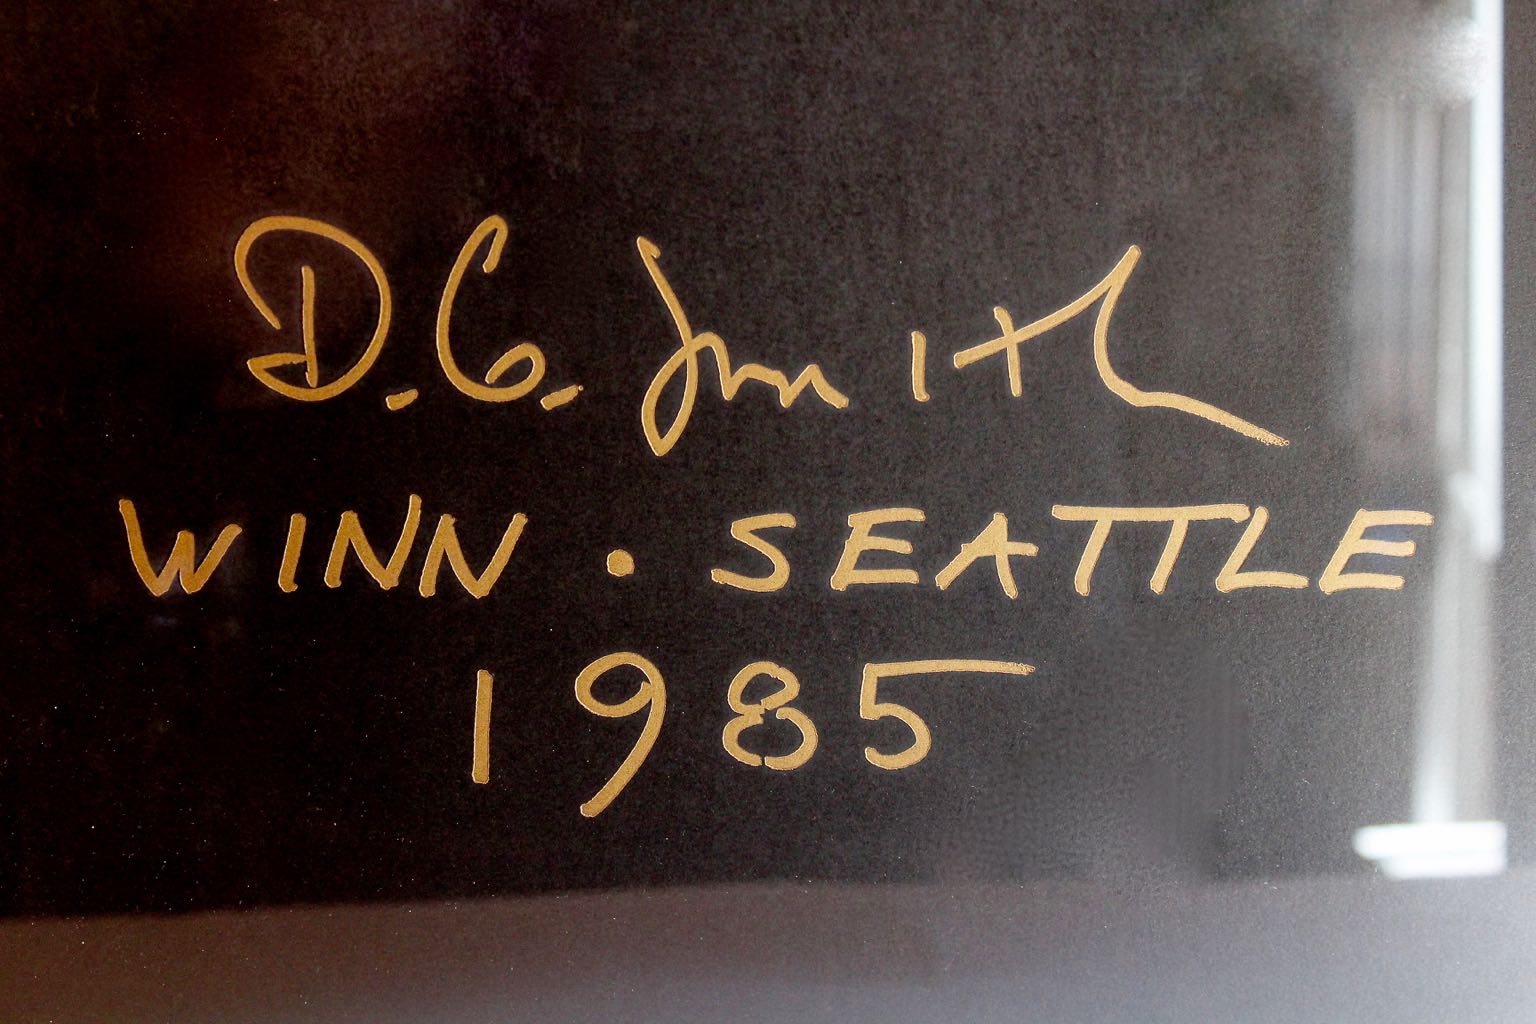 D.G. Smith
WINN • SEATTLE
1985